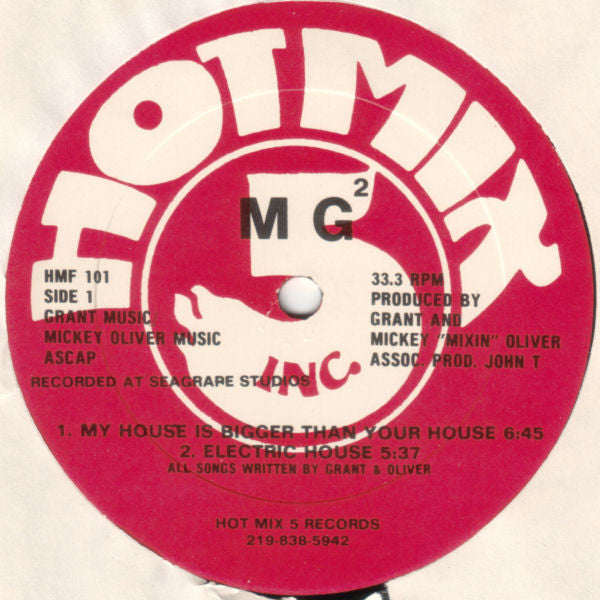 HOT MIX
5
INC.
M G²
HMF 101
SIDE 1
GRANT MUSIC/
MICKEY OLIVER MUSIC
ASCAP
RECORDED AT SEAGRAPE STUDIOS
33.3 RPM
PRODUCED BY
GRANT AND
MICKEY "MIXIN" OLIVER
ASSOC. PROD. JOHN T
1. MY HOUSE IS BIGGER THAN YOUR HOUSE 6:45
2. ELECTRIC HOUSE 5:37
ALL SONGS WRITTEN BY GRANT & OLIVER
HOT MIX 5 RECORDS
219-838-5942